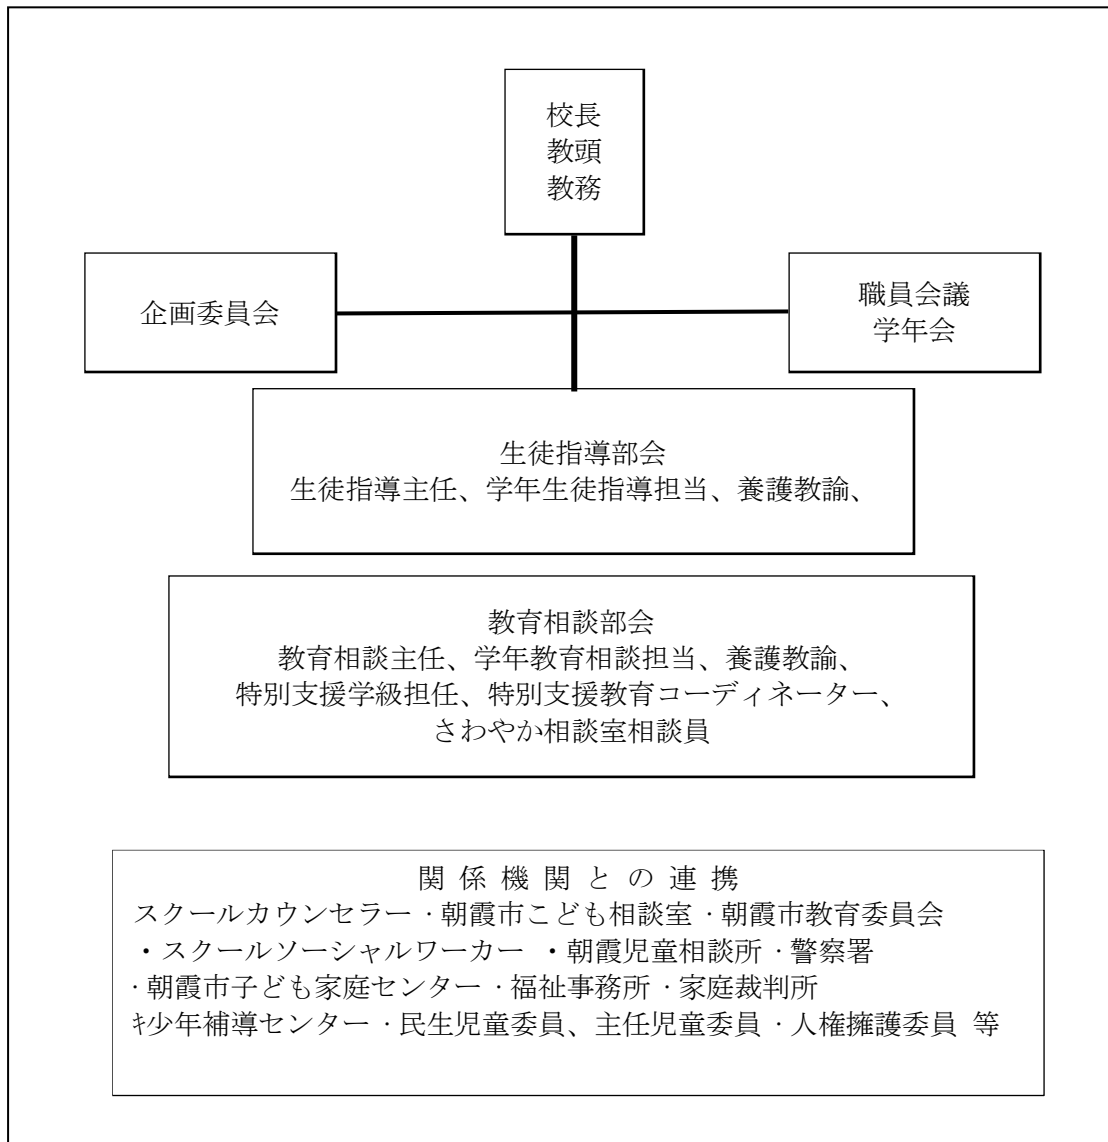 校長
教頭
教務
企画委員会
職員会議
学年会
生徒指導部会
生徒指導主任、学年生徒指導担当、養護教諭、
教育相談部会
教育相談主任、学年教育相談担当、養護教諭、
特別支援学級担任、特別支援教育コーディネーター、
さわやか相談室相談員
関 係 機 関 と の 連 携
スクールカウンセラー ・朝霞市こども相談室 ・朝霞市教育委員会
・スクールソーシャルワーカー ・朝霞児童相談所 ・警察署
・朝霞市子ども家庭センター ・福祉事務所 ・家庭裁判所
ｷ少年補導センター ・民生児童委員、主任児童委員 ・人権擁護委員 等